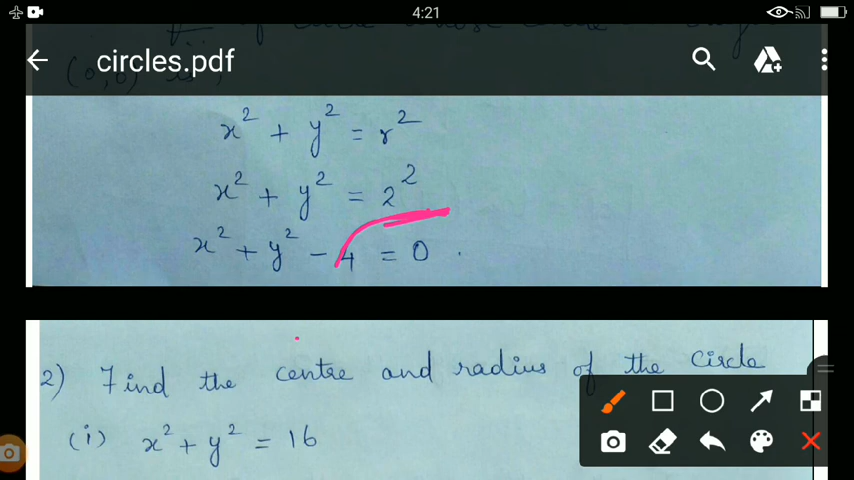 4:21
circles.pdf
x² + y² = r²
x² + y² = 2²
x² + y² - 4 = 0 .
2) Find the centre and radius of the circle
(i) x² + y² = 16